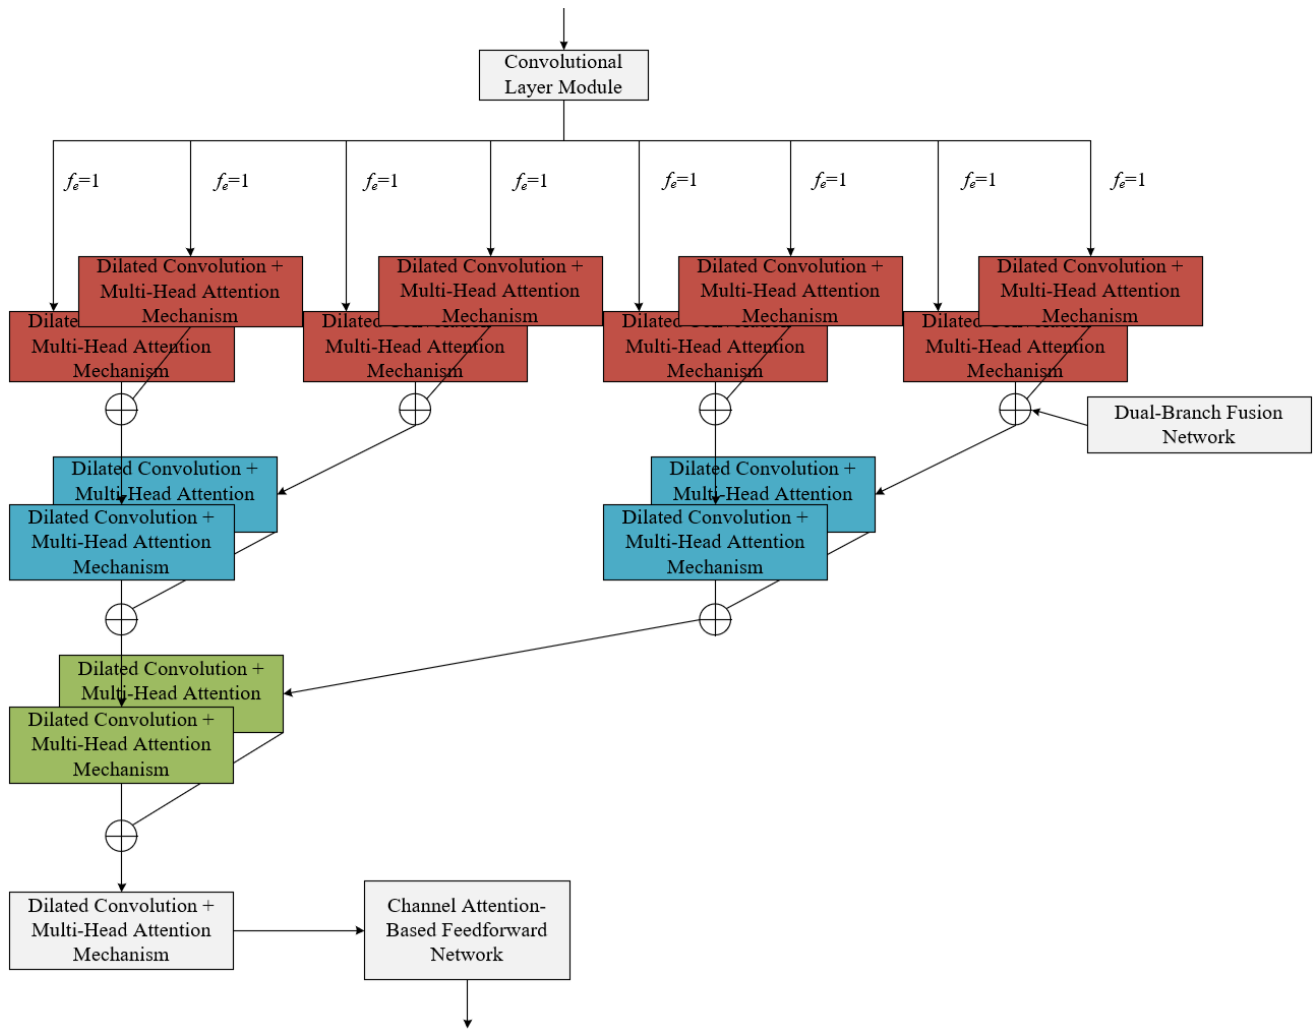 Convolutional
Layer Module
fe=1
fe=1
fe=1
fe=1
fe=1
fe=1
fe=1
fe=1
Dilated Convolution +
Multi-Head Attention
Mechanism
Dilated Convolution +
Multi-Head Attention
Mechanism
Dilated Convolution +
Multi-Head Attention
Mechanism
Dilated Convolution +
Multi-Head Attention
Mechanism
Dilated
Multi-Head Attention
Mechanism
Dilated
Multi-Head Attention
Mechanism
Dilated
Multi-Head Attention
Mechanism
Dilated
Multi-Head Attention
Mechanism
Dual-Branch Fusion
Network
Dilated Convolution +
Multi-Head Attention
Dilated Convolution +
Multi-Head Attention
Mechanism
Dilated Convolution +
Multi-Head Attention
Dilated Convolution +
Multi-Head Attention
Mechanism
Dilated Convolution +
Multi-Head Attention
Dilated Convolution +
Multi-Head Attention
Mechanism
Dilated Convolution +
Multi-Head Attention
Mechanism
Channel Attention-
Based Feedforward
Network